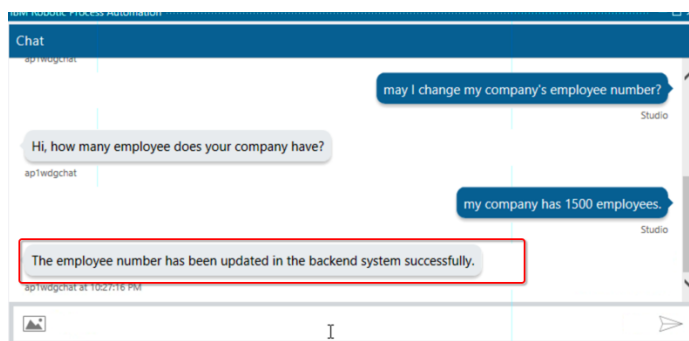 IBM Robotic Process Automation
Chat
ap1wdgchat
may I change my company's employee number?
Studio
Hi, how many employee does your company have?
ap1wdgchat
my company has 1500 employees.
Studio
The employee number has been updated in the backend system successfully.
ap1wdgchat at 10:27:16 PM